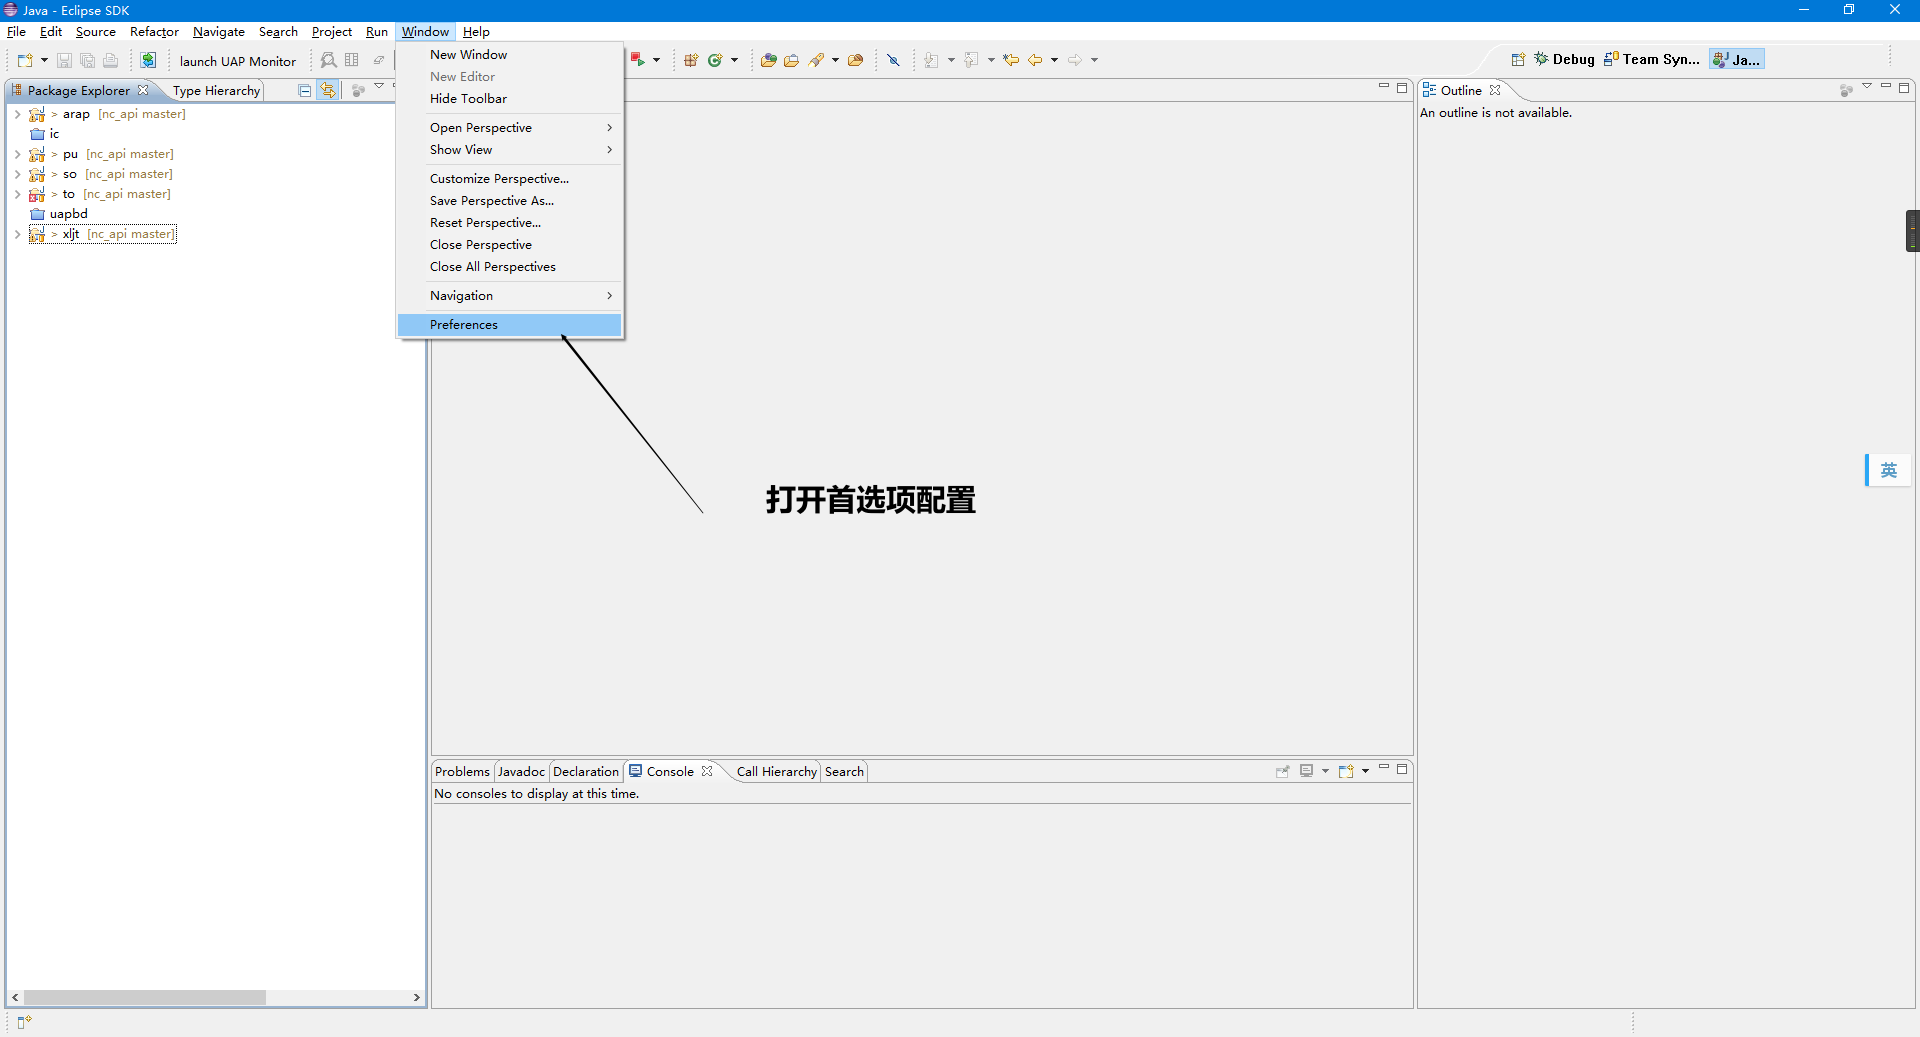 Java - Eclipse SDK
File Edit Source Refactor Navigate Search Project Run Window Help
launch UAP Monitor
Debug Team Syn... Ja...
Package Explorer Type Hierarchy
> arap [nc_api master]
ic
> pu [nc_api master]
> so [nc_api master]
> to [nc_api master]
uapbd
> xljt [nc_api master]
New Window
New Editor
Hide Toolbar
Open Perspective
Show View
Customize Perspective...
Save Perspective As...
Reset Perspective...
Close Perspective
Close All Perspectives
Navigation
Preferences
打开首选项配置
Outline
An outline is not available.
英
Problems Javadoc Declaration Console Call Hierarchy Search
No consoles to display at this time.